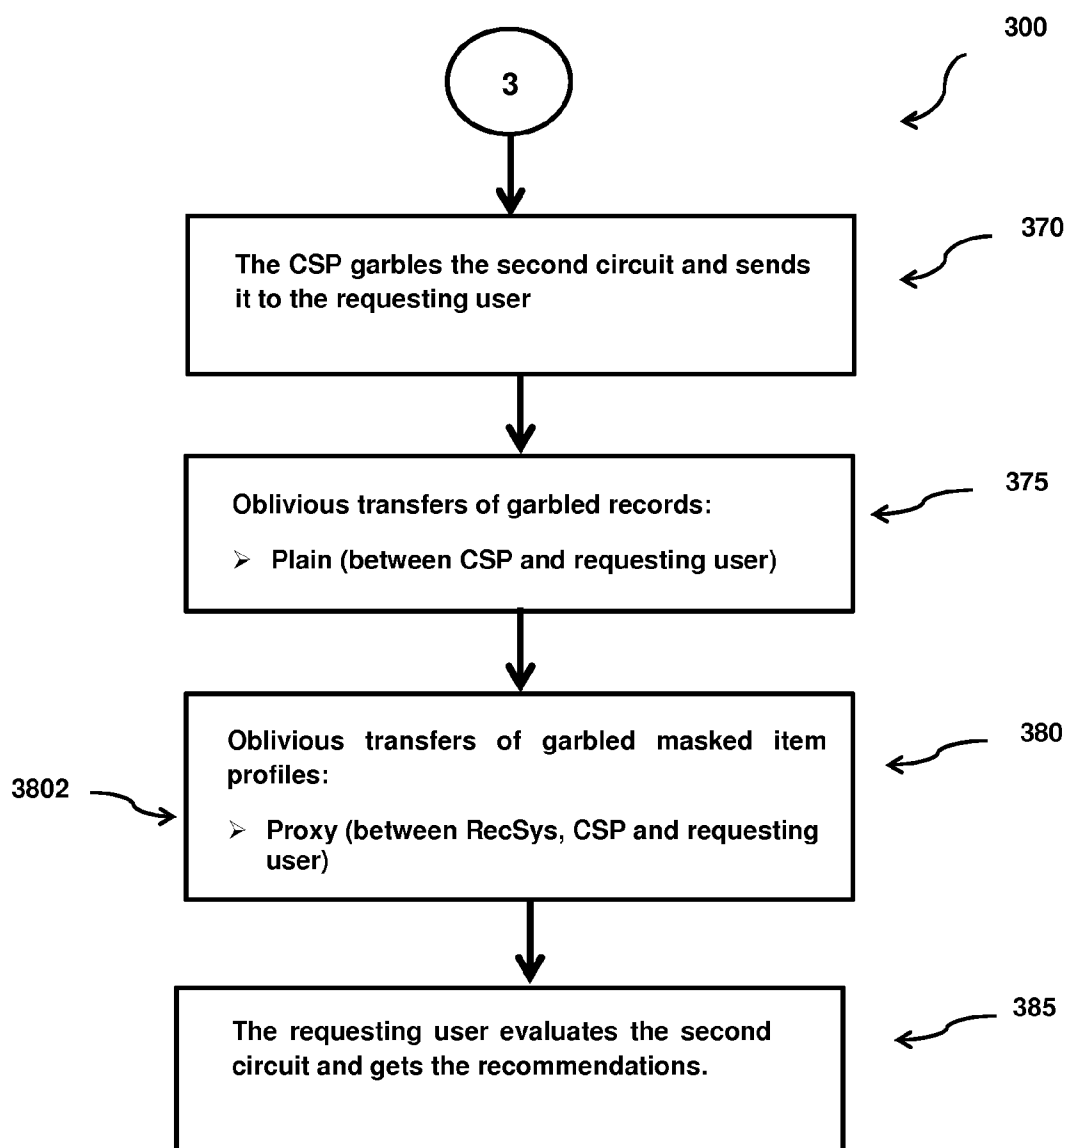 300
3
370
The CSP garbles the second circuit and sends
it to the requesting user
375
Oblivious transfers of garbled records:
➢ Plain (between CSP and requesting user)
380
Oblivious transfers of garbled masked item
profiles:
3802
➢ Proxy (between RecSys, CSP and requesting
user)
385
The requesting user evaluates the second
circuit and gets the recommendations.